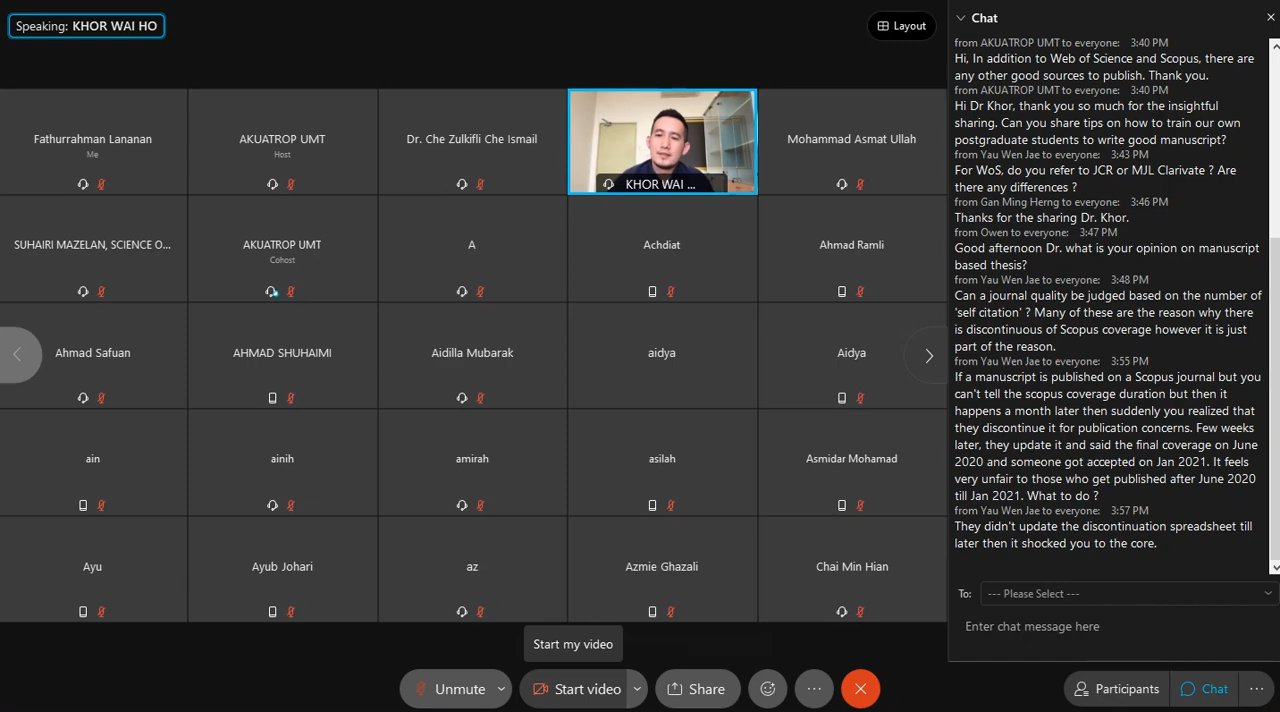 Speaking: KHOR WAI HO
Layout
Fathurrahman Lananan
Me
AKUATROP UMT
Host
Dr. Che Zulkifli Che Ismail
KHOR WAI ...
Mohammad Asmat Ullah
SUHAIRI MAZELAN, SCIENCE O...
AKUATROP UMT
Cohost
A
Achdiat
Ahmad Ramli
Ahmad Safuan
AHMAD SHUHAIMI
Aidilla Mubarak
aidya
Aidya
ain
ainih
amirah
asilah
Asmidar Mohamad
Ayu
Ayub Johari
az
Azmie Ghazali
Chai Min Hian
Start my video
Unmute
Start video
Share
Chat
from AKUATROP UMT to everyone: 3:40 PM
Hi, In addition to Web of Science and Scopus, there are
any other good sources to publish. Thank you.
from AKUATROP UMT to everyone: 3:40 PM
Hi Dr Khor, thank you so much for the insightful
sharing. Can you share tips on how to train our own
postgraduate students to write good manuscript?
from Yau Wen Jae to everyone: 3:43 PM
For WoS, do you refer to JCR or MJL Clarivate ? Are
there any differences ?
from Gan Ming Herng to everyone: 3:46 PM
Thanks for the sharing Dr. Khor.
from Owen to everyone: 3:47 PM
Good afternoon Dr. what is your opinion on manuscript
based thesis?
from Yau Wen Jae to everyone: 3:48 PM
Can a journal quality be judged based on the number of
'self citation' ? Many of these are the reason why there
is discontinuous of Scopus coverage however it is just
part of the reason.
from Yau Wen Jae to everyone: 3:55 PM
If a manuscript is published on a Scopus journal but you
can't tell the scopus coverage duration but then it
happens a month later then suddenly you realized that
they discontinue it for publication concerns. Few weeks
later, they update it and said the final coverage on June
2020 and someone got accepted on Jan 2021. It feels
very unfair to those who get published after June 2020
till Jan 2021. What to do ?
from Yau Wen Jae to everyone: 3:57 PM
They didn't update the discontinuation spreadsheet till
later then it shocked you to the core.
To: --- Please Select ---
Enter chat message here
Participants
Chat